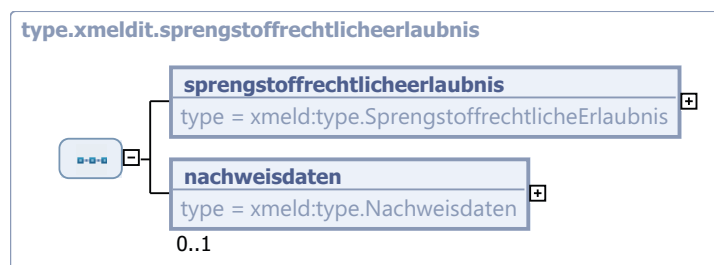 type.xmeldit.sprengstoffrechtlicheerlaubnis
sprengstoffrechtlicheerlaubnis
type = xmeld:type.SprengstoffrechtlicheErlaubnis
nachweisdaten
type = xmeld:type.Nachweisdaten
0..1